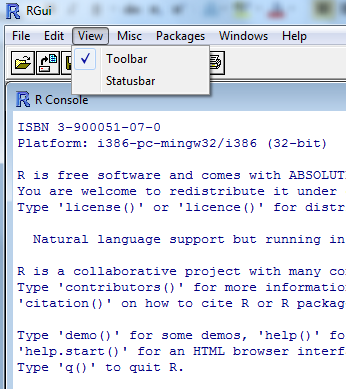 RGui
File Edit View Misc Packages Windows Help
Toolbar
Statusbar
R Console
ISBN 3-900051-07-0
Platform: i386-pc-mingw32/i386 (32-bit)
R is free software and comes with ABSOLUT
You are welcome to redistribute it under
Type 'license()' or 'licence()' for distr
Natural language support but running in
R is a collaborative project with many co
Type 'contributors()' for more informatio
'citation()' on how to cite R or R packag
Type 'demo()' for some demos, 'help()' fo
'help.start()' for an HTML browser interf
Type 'q()' to quit R.